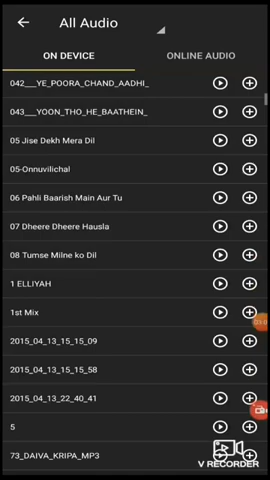 All Audio
ON DEVICE
ONLINE AUDIO
042___YE_POORA_CHAND_AADHI_
043___YOON_THO_HE_BAATHEIN_
05 Jise Dekh Mera Dil
05-Onnuvilichal
06 Pahli Baarish Main Aur Tu
07 Dheere Dheere Hausla
08 Tumse Milne ko Dil
1 ELLIYAH
1st Mix
2015_04_13_15_15_09
2015_04_13_15_15_58
2015_04_13_22_40_41
5
73_DAIVA_KRIPA_MP3
V RECORDER